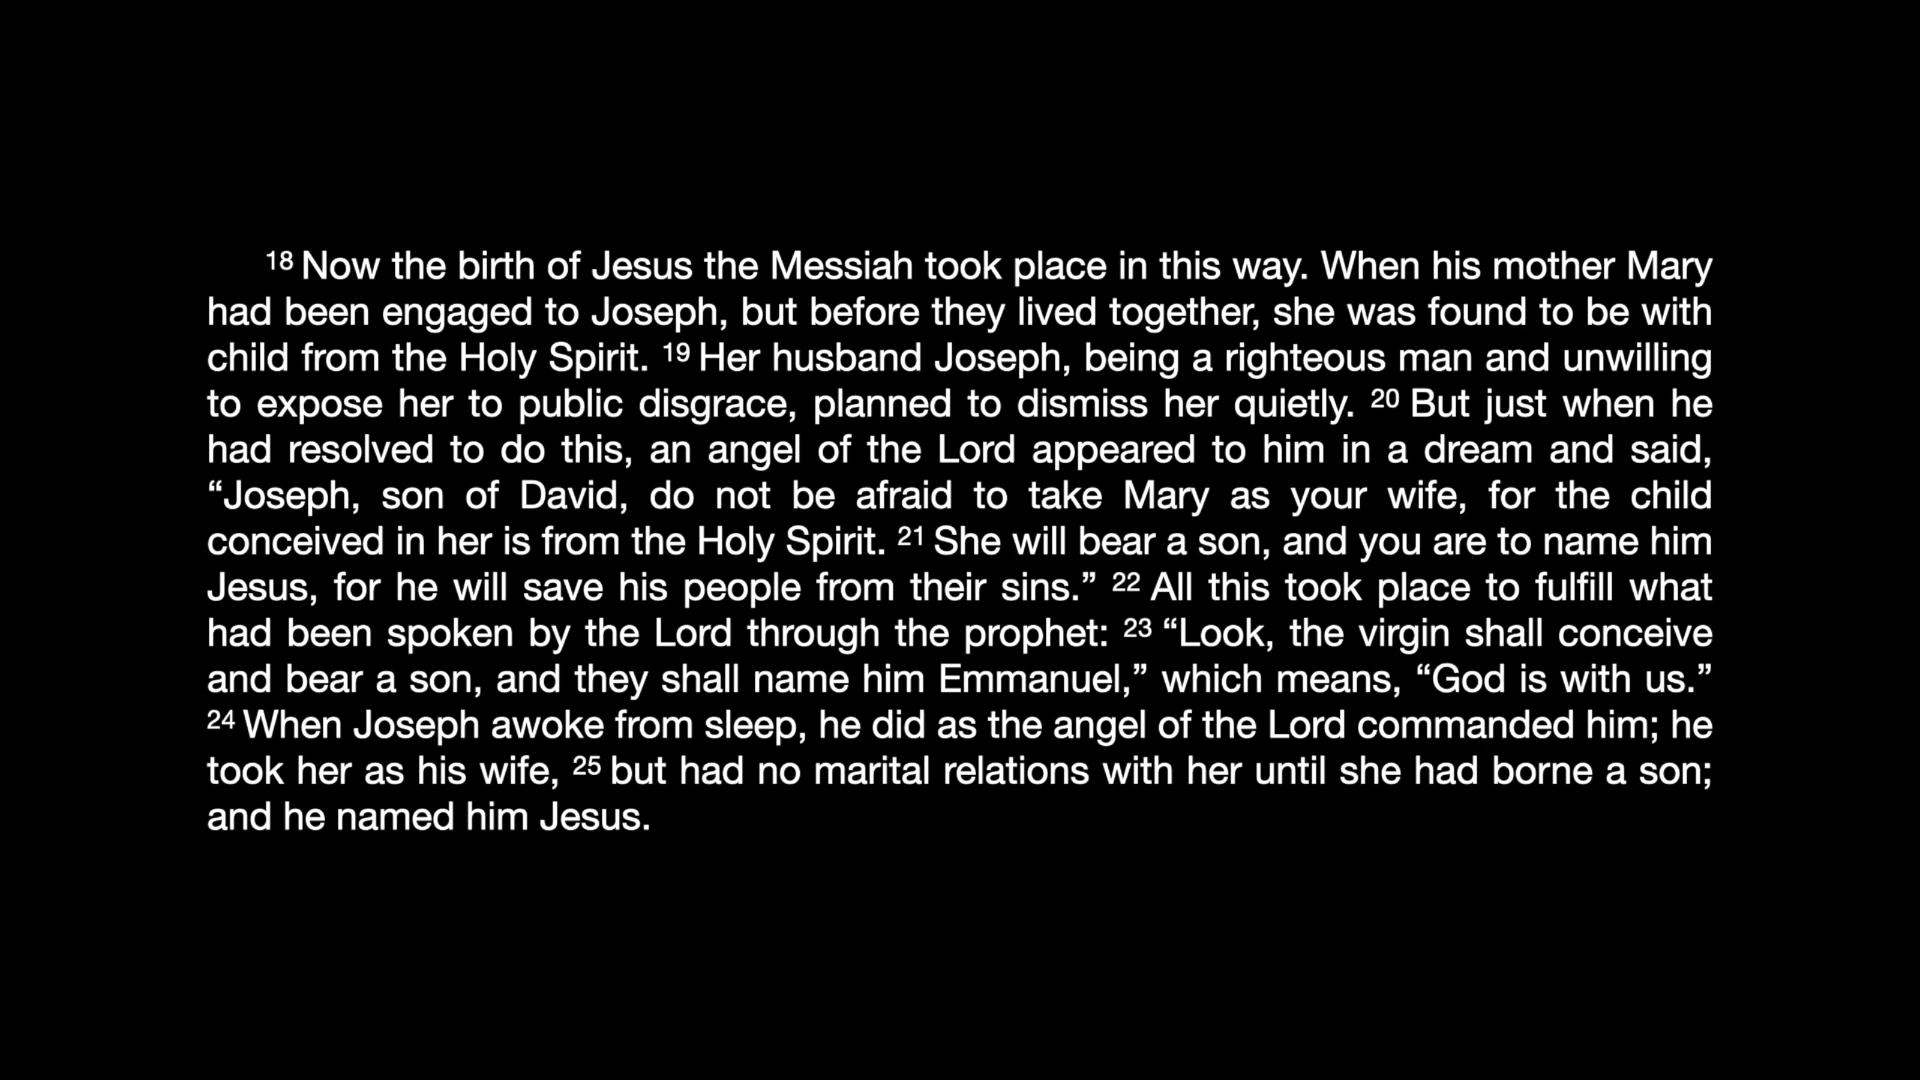 18 Now the birth of Jesus the Messiah took place in this way. When his mother Mary
had been engaged to Joseph, but before they lived together, she was found to be with
child from the Holy Spirit. 19 Her husband Joseph, being a righteous man and unwilling
to expose her to public disgrace, planned to dismiss her quietly. 20 But just when he
had resolved to do this, an angel of the Lord appeared to him in a dream and said,
“Joseph, son of David, do not be afraid to take Mary as your wife, for the child
conceived in her is from the Holy Spirit. 21 She will bear a son, and you are to name him
Jesus, for he will save his people from their sins.” 22 All this took place to fulfill what
had been spoken by the Lord through the prophet: 23 “Look, the virgin shall conceive
and bear a son, and they shall name him Emmanuel,” which means, “God is with us.”
24 When Joseph awoke from sleep, he did as the angel of the Lord commanded him; he
took her as his wife, 25 but had no marital relations with her until she had borne a son;
and he named him Jesus.